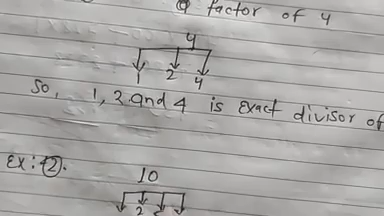 factor of 4
4
1 2 4
So, 1, 2 and 4 is exact divisor of
Ex: 2.
10
2